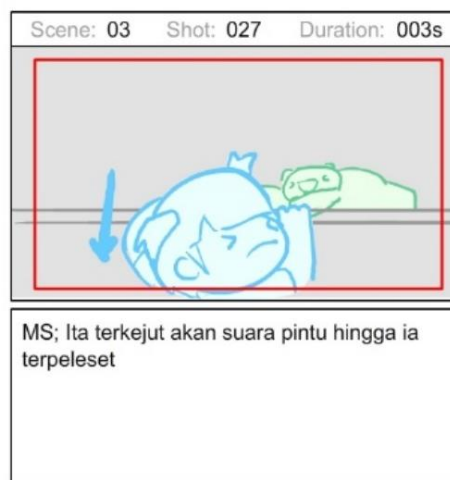 Scene: 03 Shot: 027 Duration: 003s
MS; Ita terkejut akan suara pintu hingga ia
terpeleset